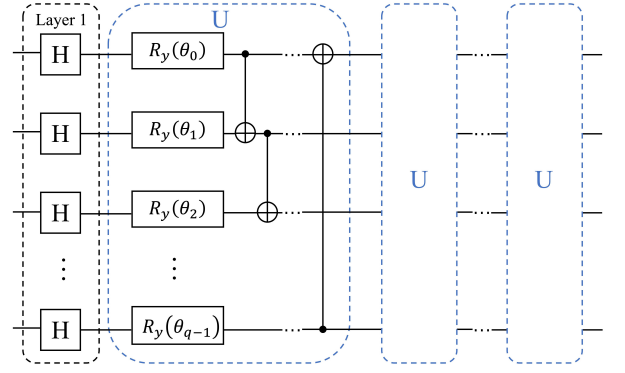 Layer 1
U
H
R_y(θ_0)
...
...
H
R_y(θ_1)
...
...
U
U
H
R_y(θ_2)
...
...
⋮
⋮
H
R_y(θ_{q-1})
...
...